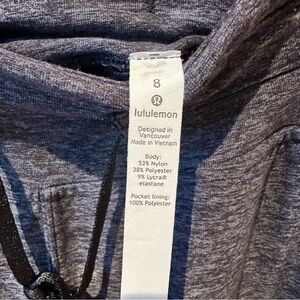 8
lululemon
Designed in
Vancouver
Made in Vietnam
Body:
53% Nylon
38% Polyester
9% Lycra®
elastane
Pocket lining:
100% Polyester